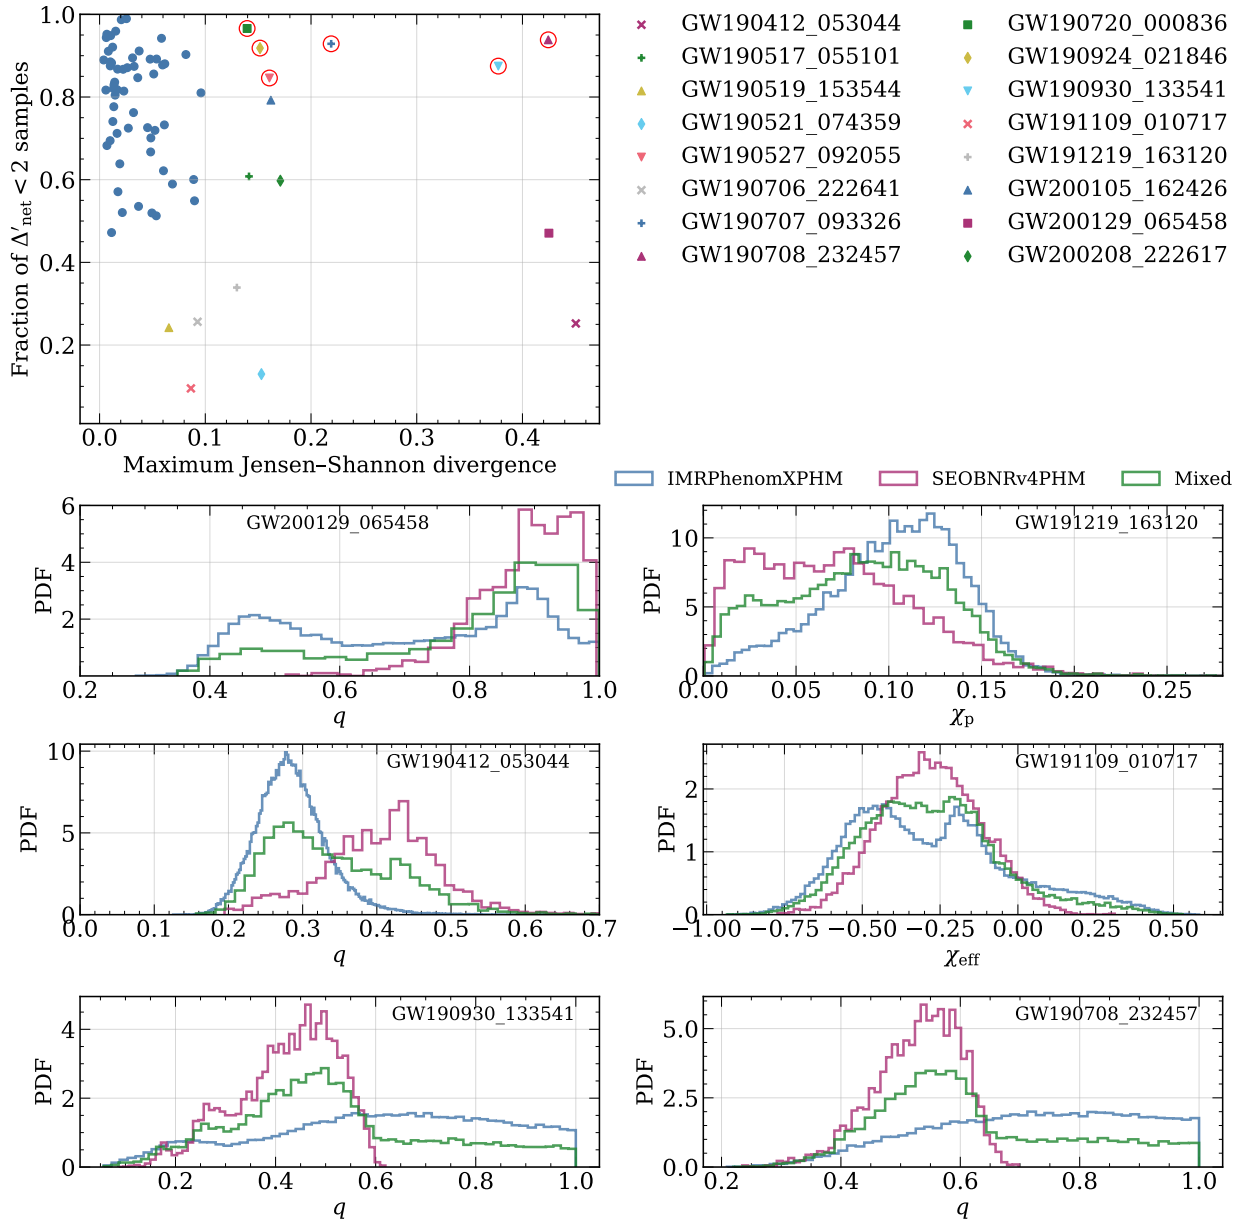 1.0
0.8
0.6
0.4
0.2
Fraction of Δ′net < 2 samples
0.0 0.1 0.2 0.3 0.4
Maximum Jensen–Shannon divergence
GW190412_053044
GW190517_055101
GW190519_153544
GW190521_074359
GW190527_092055
GW190706_222641
GW190707_093326
GW190708_232457
GW190720_000836
GW190924_021846
GW190930_133541
GW191109_010717
GW191219_163120
GW200105_162426
GW200129_065458
GW200208_222617
IMRPhenomXPHM SEOBNRv4PHM Mixed
GW200129_065458
6
4
2
PDF
0.2 0.4 0.6 0.8 1.0
q
GW191219_163120
10
5
0
PDF
0.00 0.05 0.10 0.15 0.20 0.25
χp
GW190412_053044
10
5
0
PDF
0.0 0.1 0.2 0.3 0.4 0.5 0.6 0.7
q
GW191109_010717
2
1
0
PDF
−1.00 −0.75 −0.50 −0.25 0.00 0.25 0.50
χeff
GW190930_133541
4
2
0
PDF
0.2 0.4 0.6 0.8 1.0
q
GW190708_232457
5.0
2.5
0.0
PDF
0.2 0.4 0.6 0.8 1.0
q